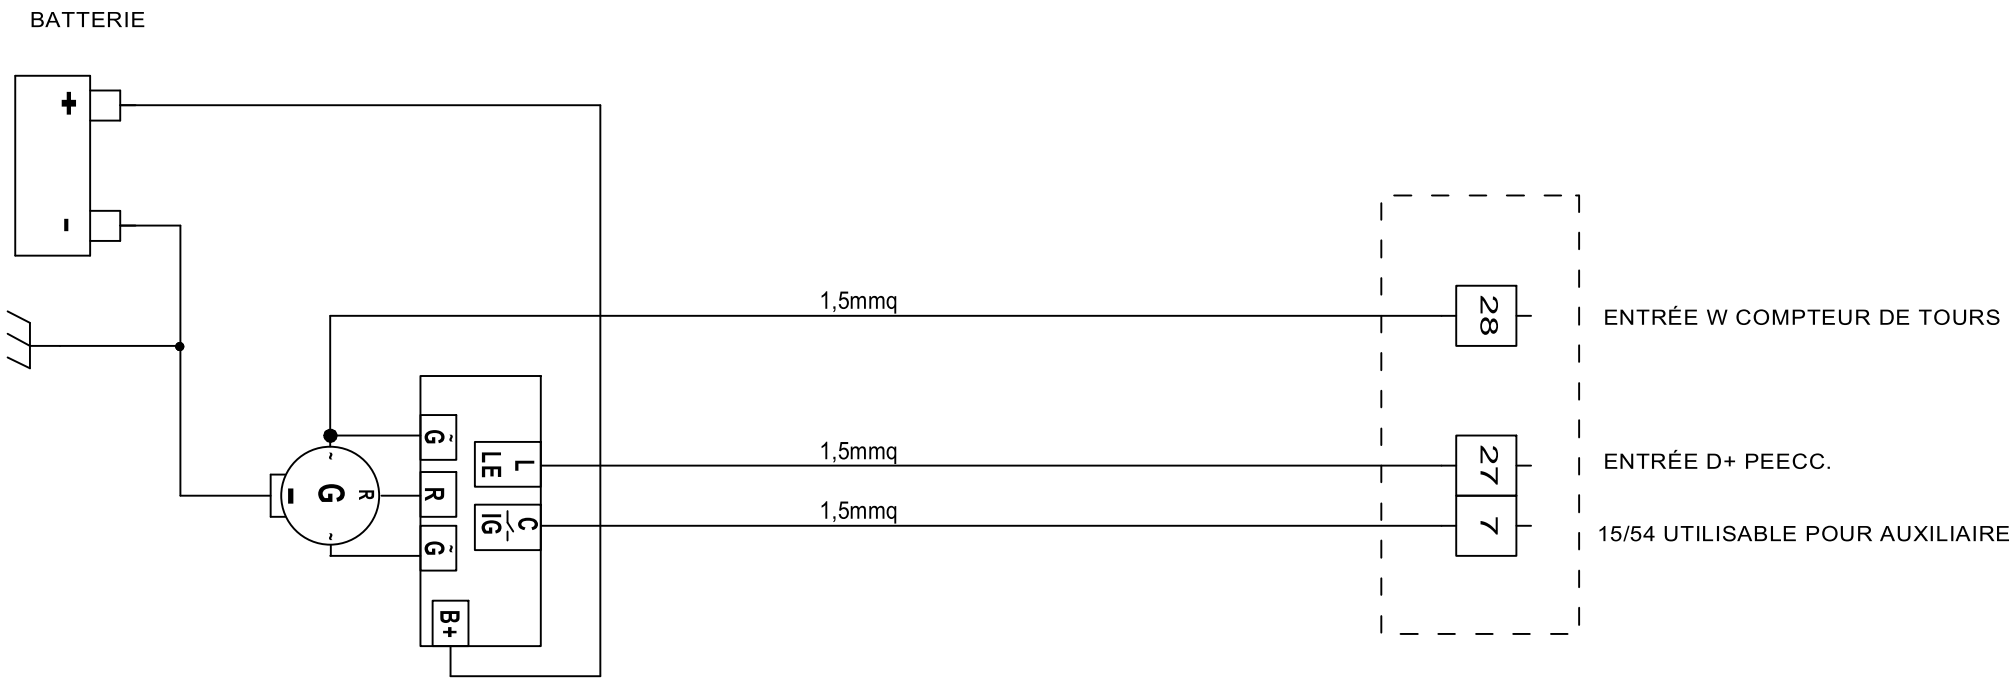 BATTERIE
+
-
1,5mmq
28
ENTRÉE W COMPTEUR DE TOURS
~
G
R
-
~
G~
R
G~
L
LE
C
IG
B+
1,5mmq
27
ENTRÉE D+ PEECC.
1,5mmq
7
15/54 UTILISABLE POUR AUXILIAIRE